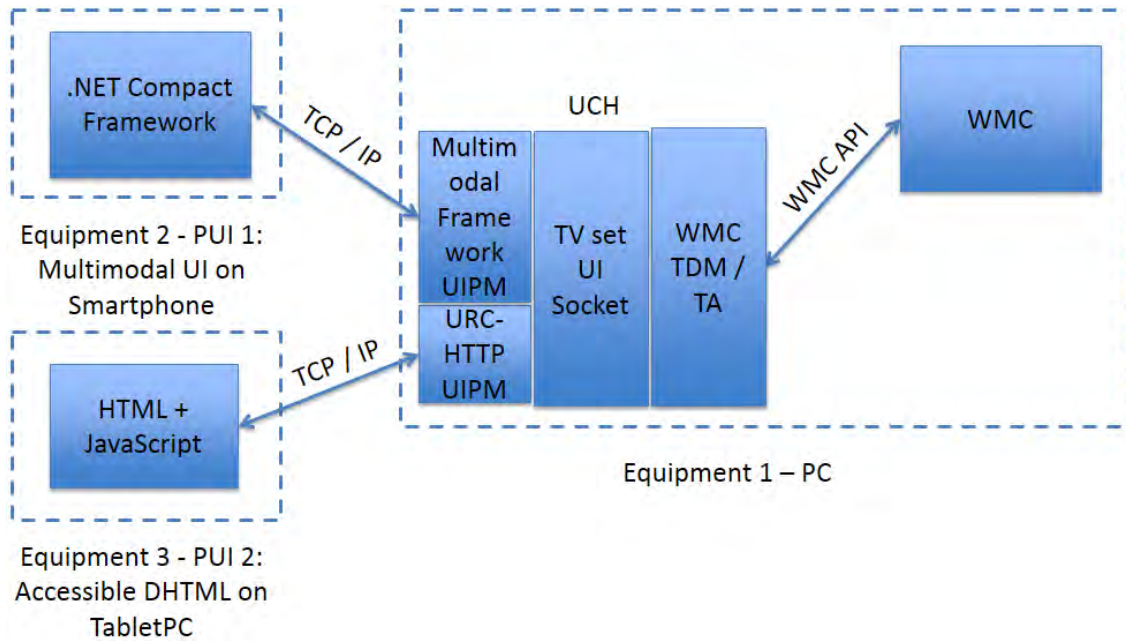 .NET Compact
Framework
TCP / IP
Equipment 2 - PUI 1:
Multimodal UI on
Smartphone
HTML +
JavaScript
TCP / IP
Equipment 3 - PUI 2:
Accessible DHTML on
TabletPC
UCH
Multim
odal
Frame
work
UIPM
URC-
HTTP
UIPM
TV set
UI
Socket
WMC
TDM /
TA
WMC API
WMC
Equipment 1 – PC